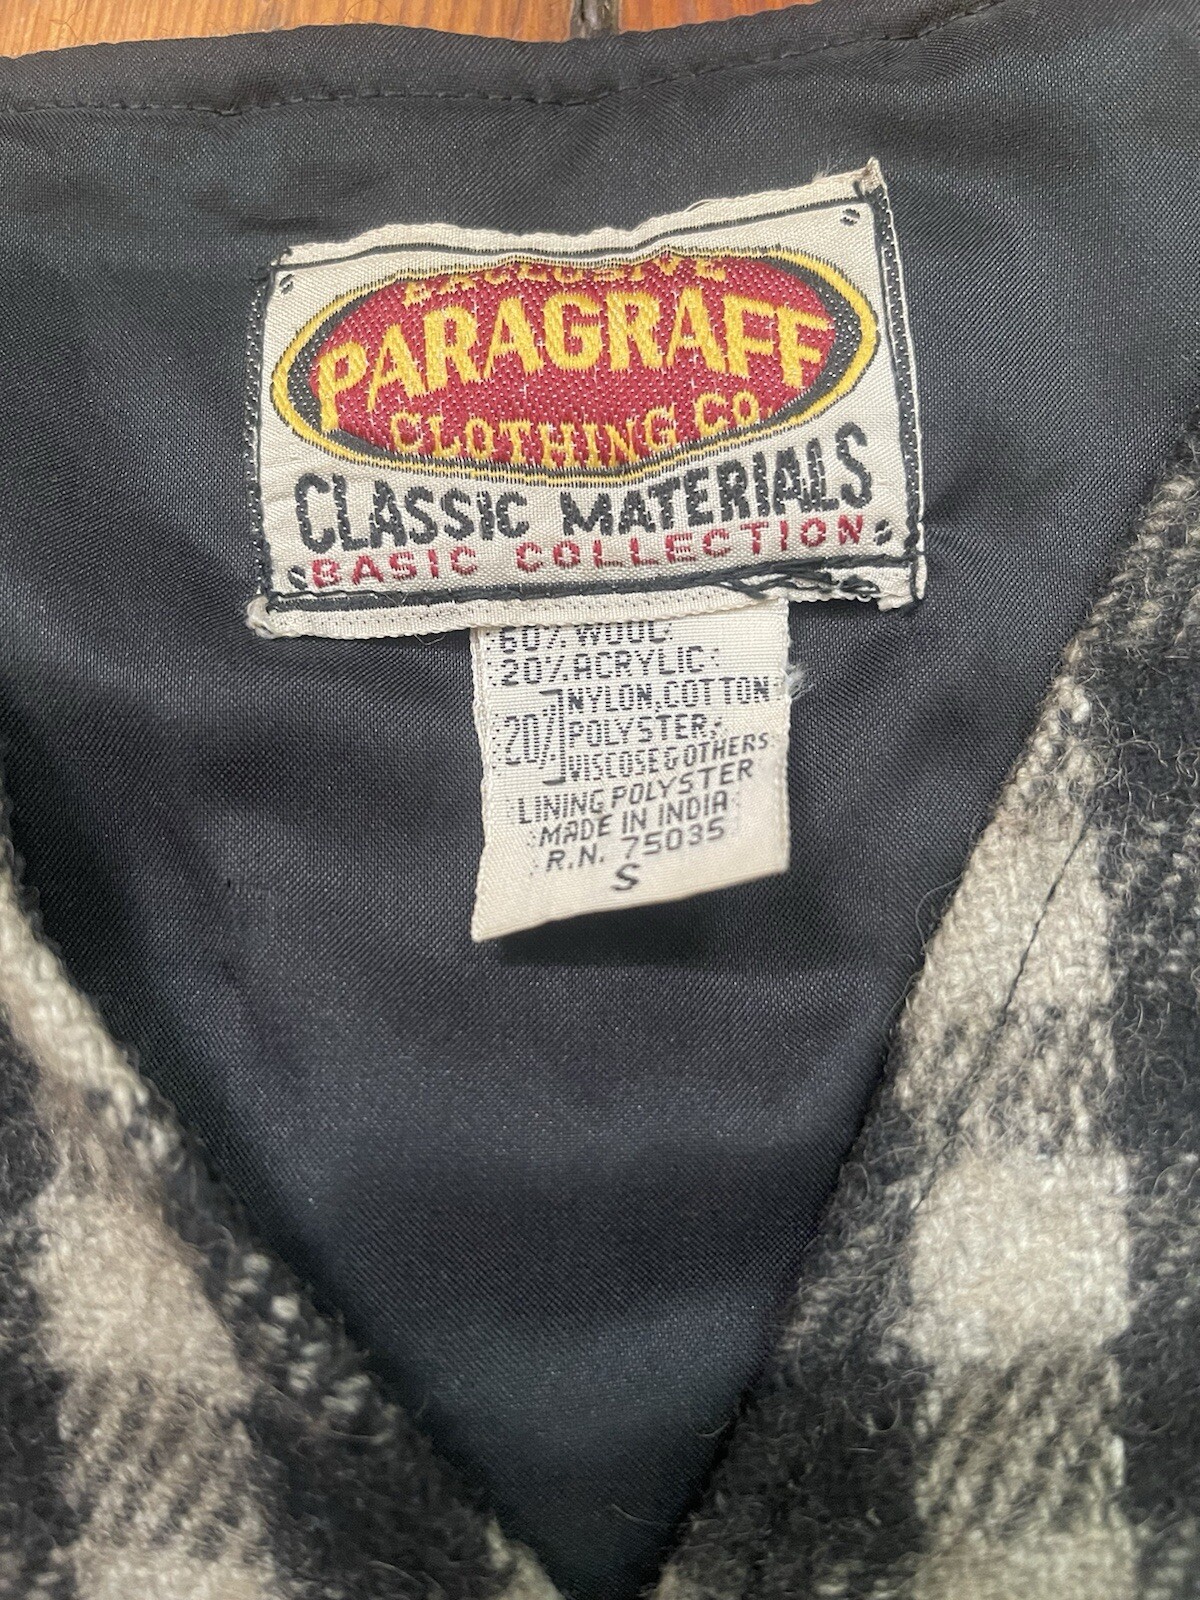 EXCLUSIVE
PARAGRAFF
CLOTHING CO.
CLASSIC MATERIALS
BASIC COLLECTION
60% WOOL
20% ACRYLIC
20% NYLON, COTTON
POLYSTER,
VISCOSE & OTHERS
LINING POLYSTER
MADE IN INDIA
R.N. 75035
S